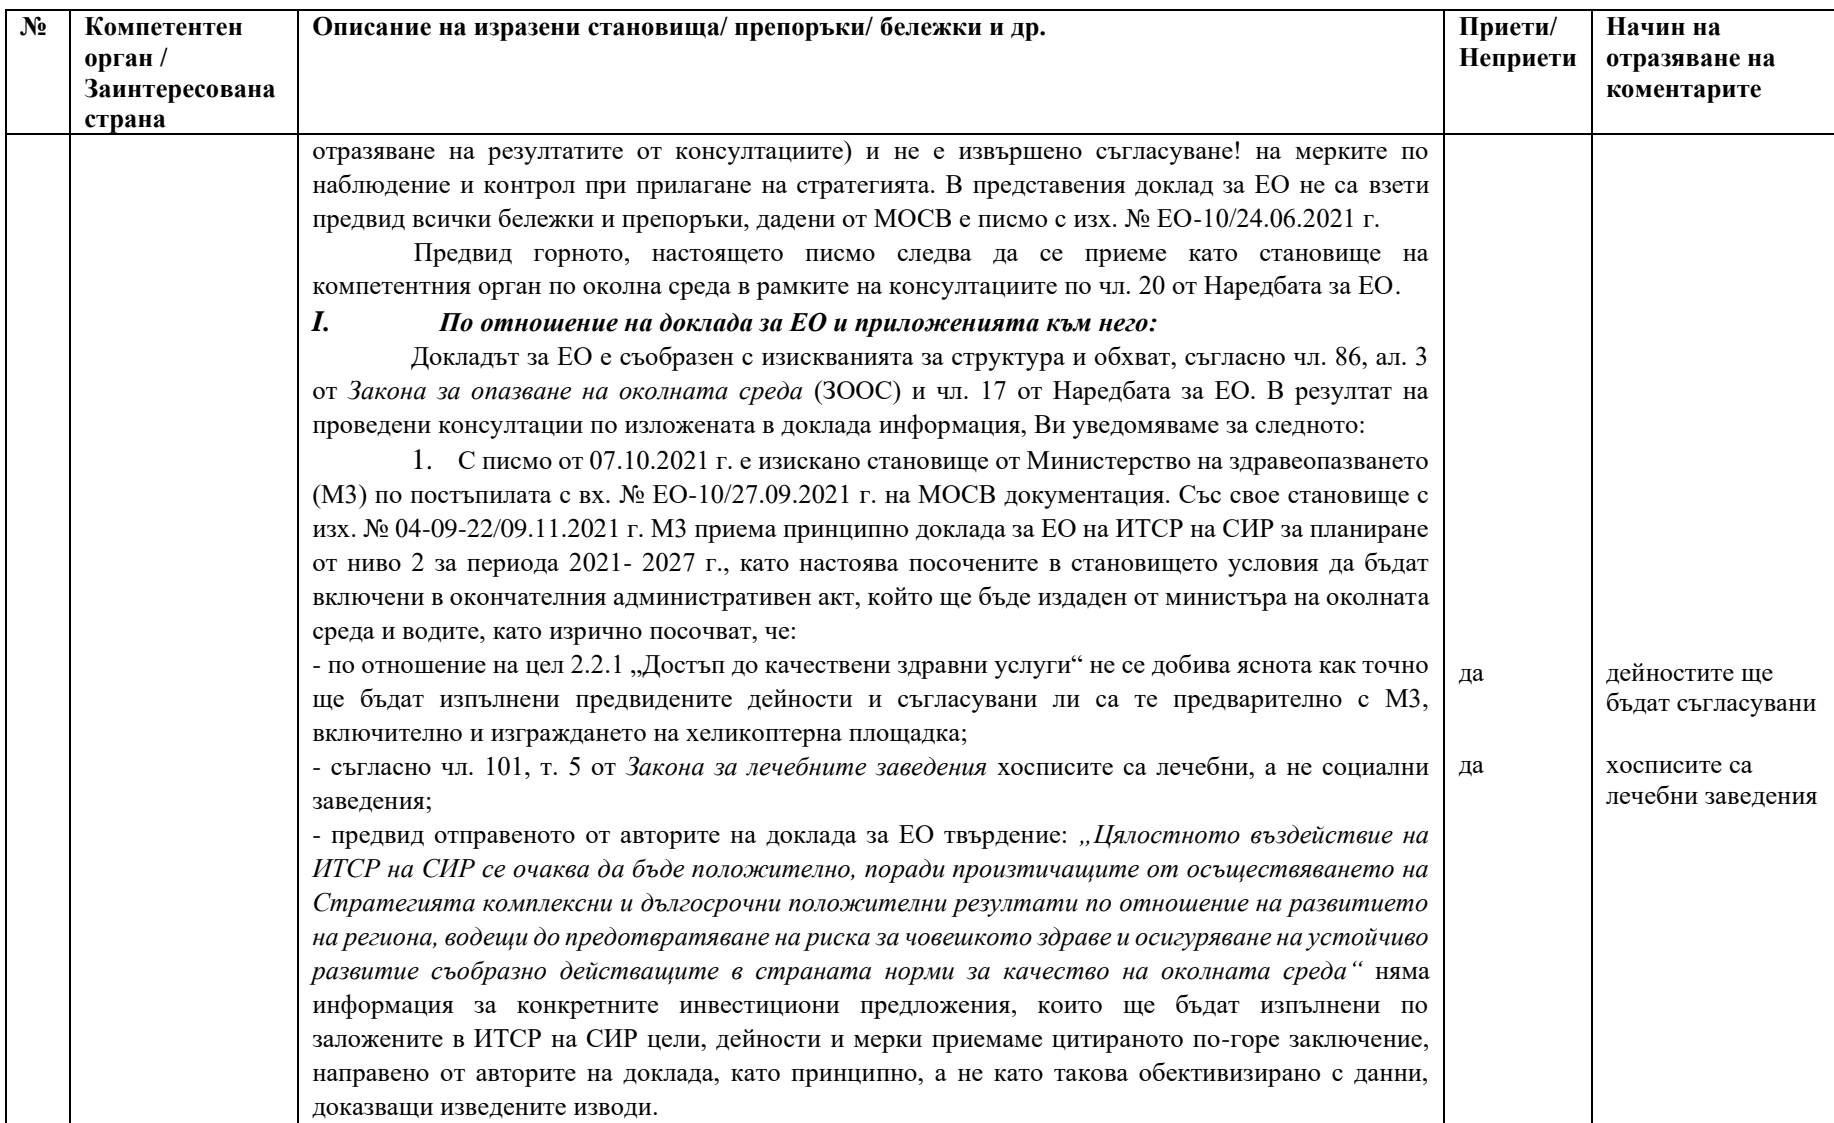 № Компетентен орган / Заинтересована страна Описание на изразени становища/ препоръки/ бележки и др. Приети/ Неприети Начин на отразяване на коментарите
отразяване на резултатите от консултациите) и не е извършено съгласуване! на мерките по
наблюдение и контрол при прилагане на стратегията. В представения доклад за ЕО не са взети
предвид всички бележки и препоръки, дадени от МОСВ е писмо с изх. № ЕО-10/24.06.2021 г.
Предвид горното, настоящето писмо следва да се приеме като становище на
компетентния орган по околна среда в рамките на консултациите по чл. 20 от Наредбата за ЕО.
I. По отношение на доклада за ЕО и приложенията към него:
Докладът за ЕО е съобразен с изискванията за структура и обхват, съгласно чл. 86, ал. 3
от Закона за опазване на околната среда (ЗООС) и чл. 17 от Наредбата за ЕО. В резултат на
проведени консултации по изложената в доклада информация, Ви уведомяваме за следното:
1. С писмо от 07.10.2021 г. е изискано становище от Министерство на здравеопазването
(МЗ) по постъпилата с вх. № ЕО-10/27.09.2021 г. на МОСВ документация. Със свое становище с
изх. № 04-09-22/09.11.2021 г. МЗ приема принципно доклада за ЕО на ИТСР на СИР за планиране
от ниво 2 за периода 2021- 2027 г., като настоява посочените в становището условия да бъдат
включени в окончателния административен акт, който ще бъде издаден от министъра на околната
среда и водите, като изрично посочват, че:
- по отношение на цел 2.2.1 „Достъп до качествени здравни услуги“ не се добива яснота как точно
ще бъдат изпълнени предвидените дейности и съгласувани ли са те предварително с МЗ,
включително и изграждането на хеликоптерна площадка;
да
дейностите ще
бъдат съгласувани
- съгласно чл. 101, т. 5 от Закона за лечебните заведения хосписите са лечебни, а не социални
заведения;
да
хосписите са
лечебни заведения
- предвид отправеното от авторите на доклада за ЕО твърдение: „Цялостното въздействие на
ИТСР на СИР се очаква да бъде положително, поради произтичащите от осъществяването на
Стратегията комплексни и дългосрочни положителни резултати по отношение на развитието
на региона, водещи до предотвратяване на риска за човешкото здраве и осигуряване на устойчиво
развитие съобразно действащите в страната норми за качество на околната среда“ няма
информация за конкретните инвестиционни предложения, които ще бъдат изпълнени по
заложените в ИТСР на СИР цели, дейности и мерки приемаме цитираното по-горе заключение,
направено от авторите на доклада, като принципно, а не като такова обективизирано с данни,
доказващи изведените изводи.